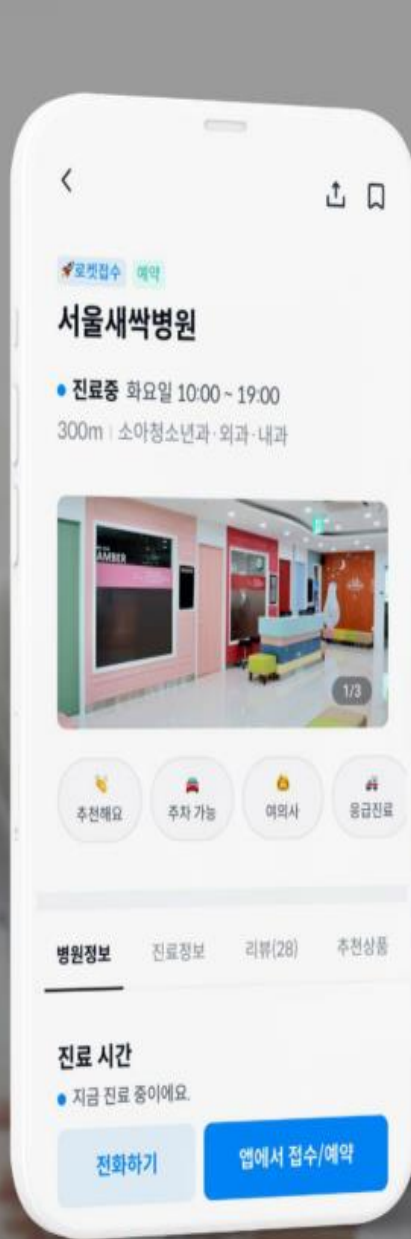 로켓접수 예약
서울새싹병원
진료중 화요일 10:00 ~ 19:00
300m | 소아청소년과·외과·내과
AMBER
1/3
추천해요 주차 가능 여의사 응급진료
병원정보 진료정보 리뷰(28) 추천상품
진료 시간
지금 진료 중이에요.
전화하기 앱에서 접수/예약